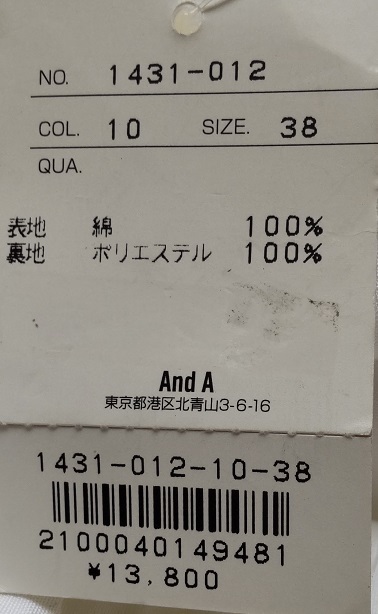 NO. 1431-012
COL. 10 SIZE. 38
QUA.
表地 綿 100%
裏地 ポリエステル 100%
And A
東京都港区北青山3-6-16
1431-012-10-38
2100040149481
¥13,800